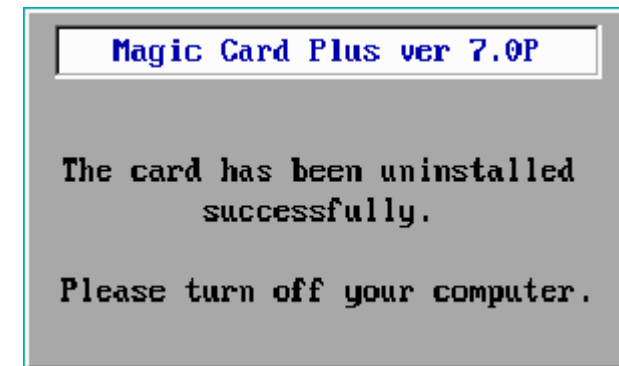 Magic Card Plus ver 7.0P
The card has been uninstalled
successfully.
Please turn off your computer.